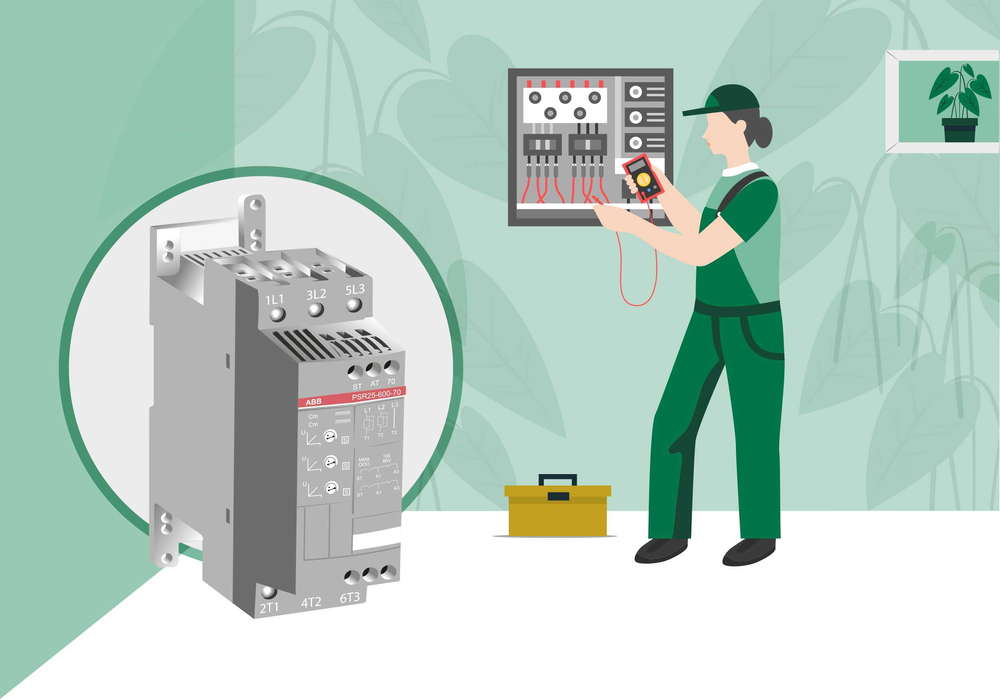 1L1 3L2 5L3
ST AT 70
ABB PSR25-600-70
Cm mmm
Cm mmm
L1 L2 L3
T1 T2 T3
U S
U S
U S
MMA 100
OOO 66V
ST A1 A3
ST A1 A3
2T1 4T2 6T3